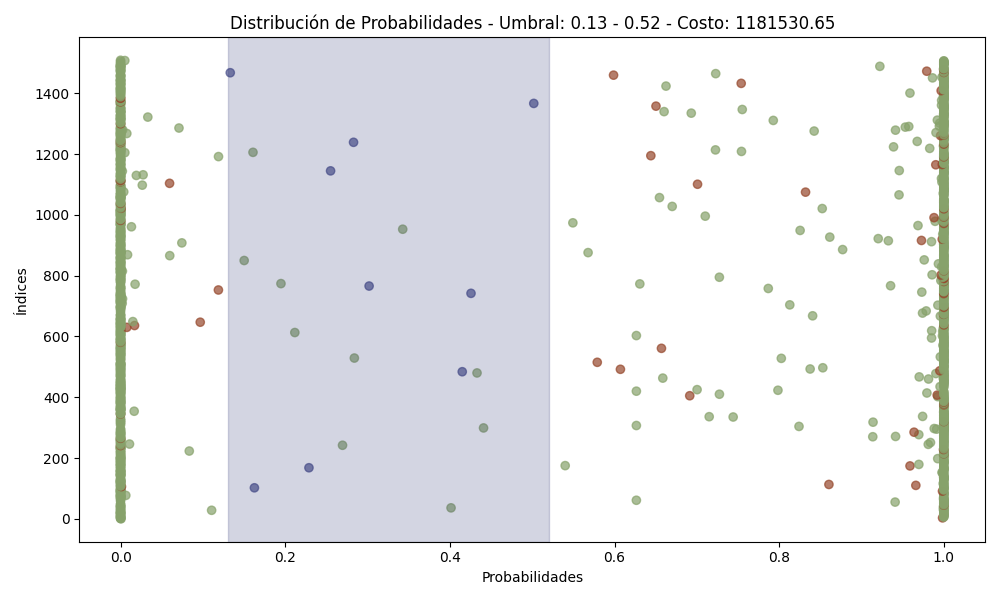 Distribución de Probabilidades - Umbral: 0.13 - 0.52 - Costo: 1181530.65
1400
1200
1000
800
600
400
200
0
Índices
0.0 0.2 0.4 0.6 0.8 1.0
Probabilidades